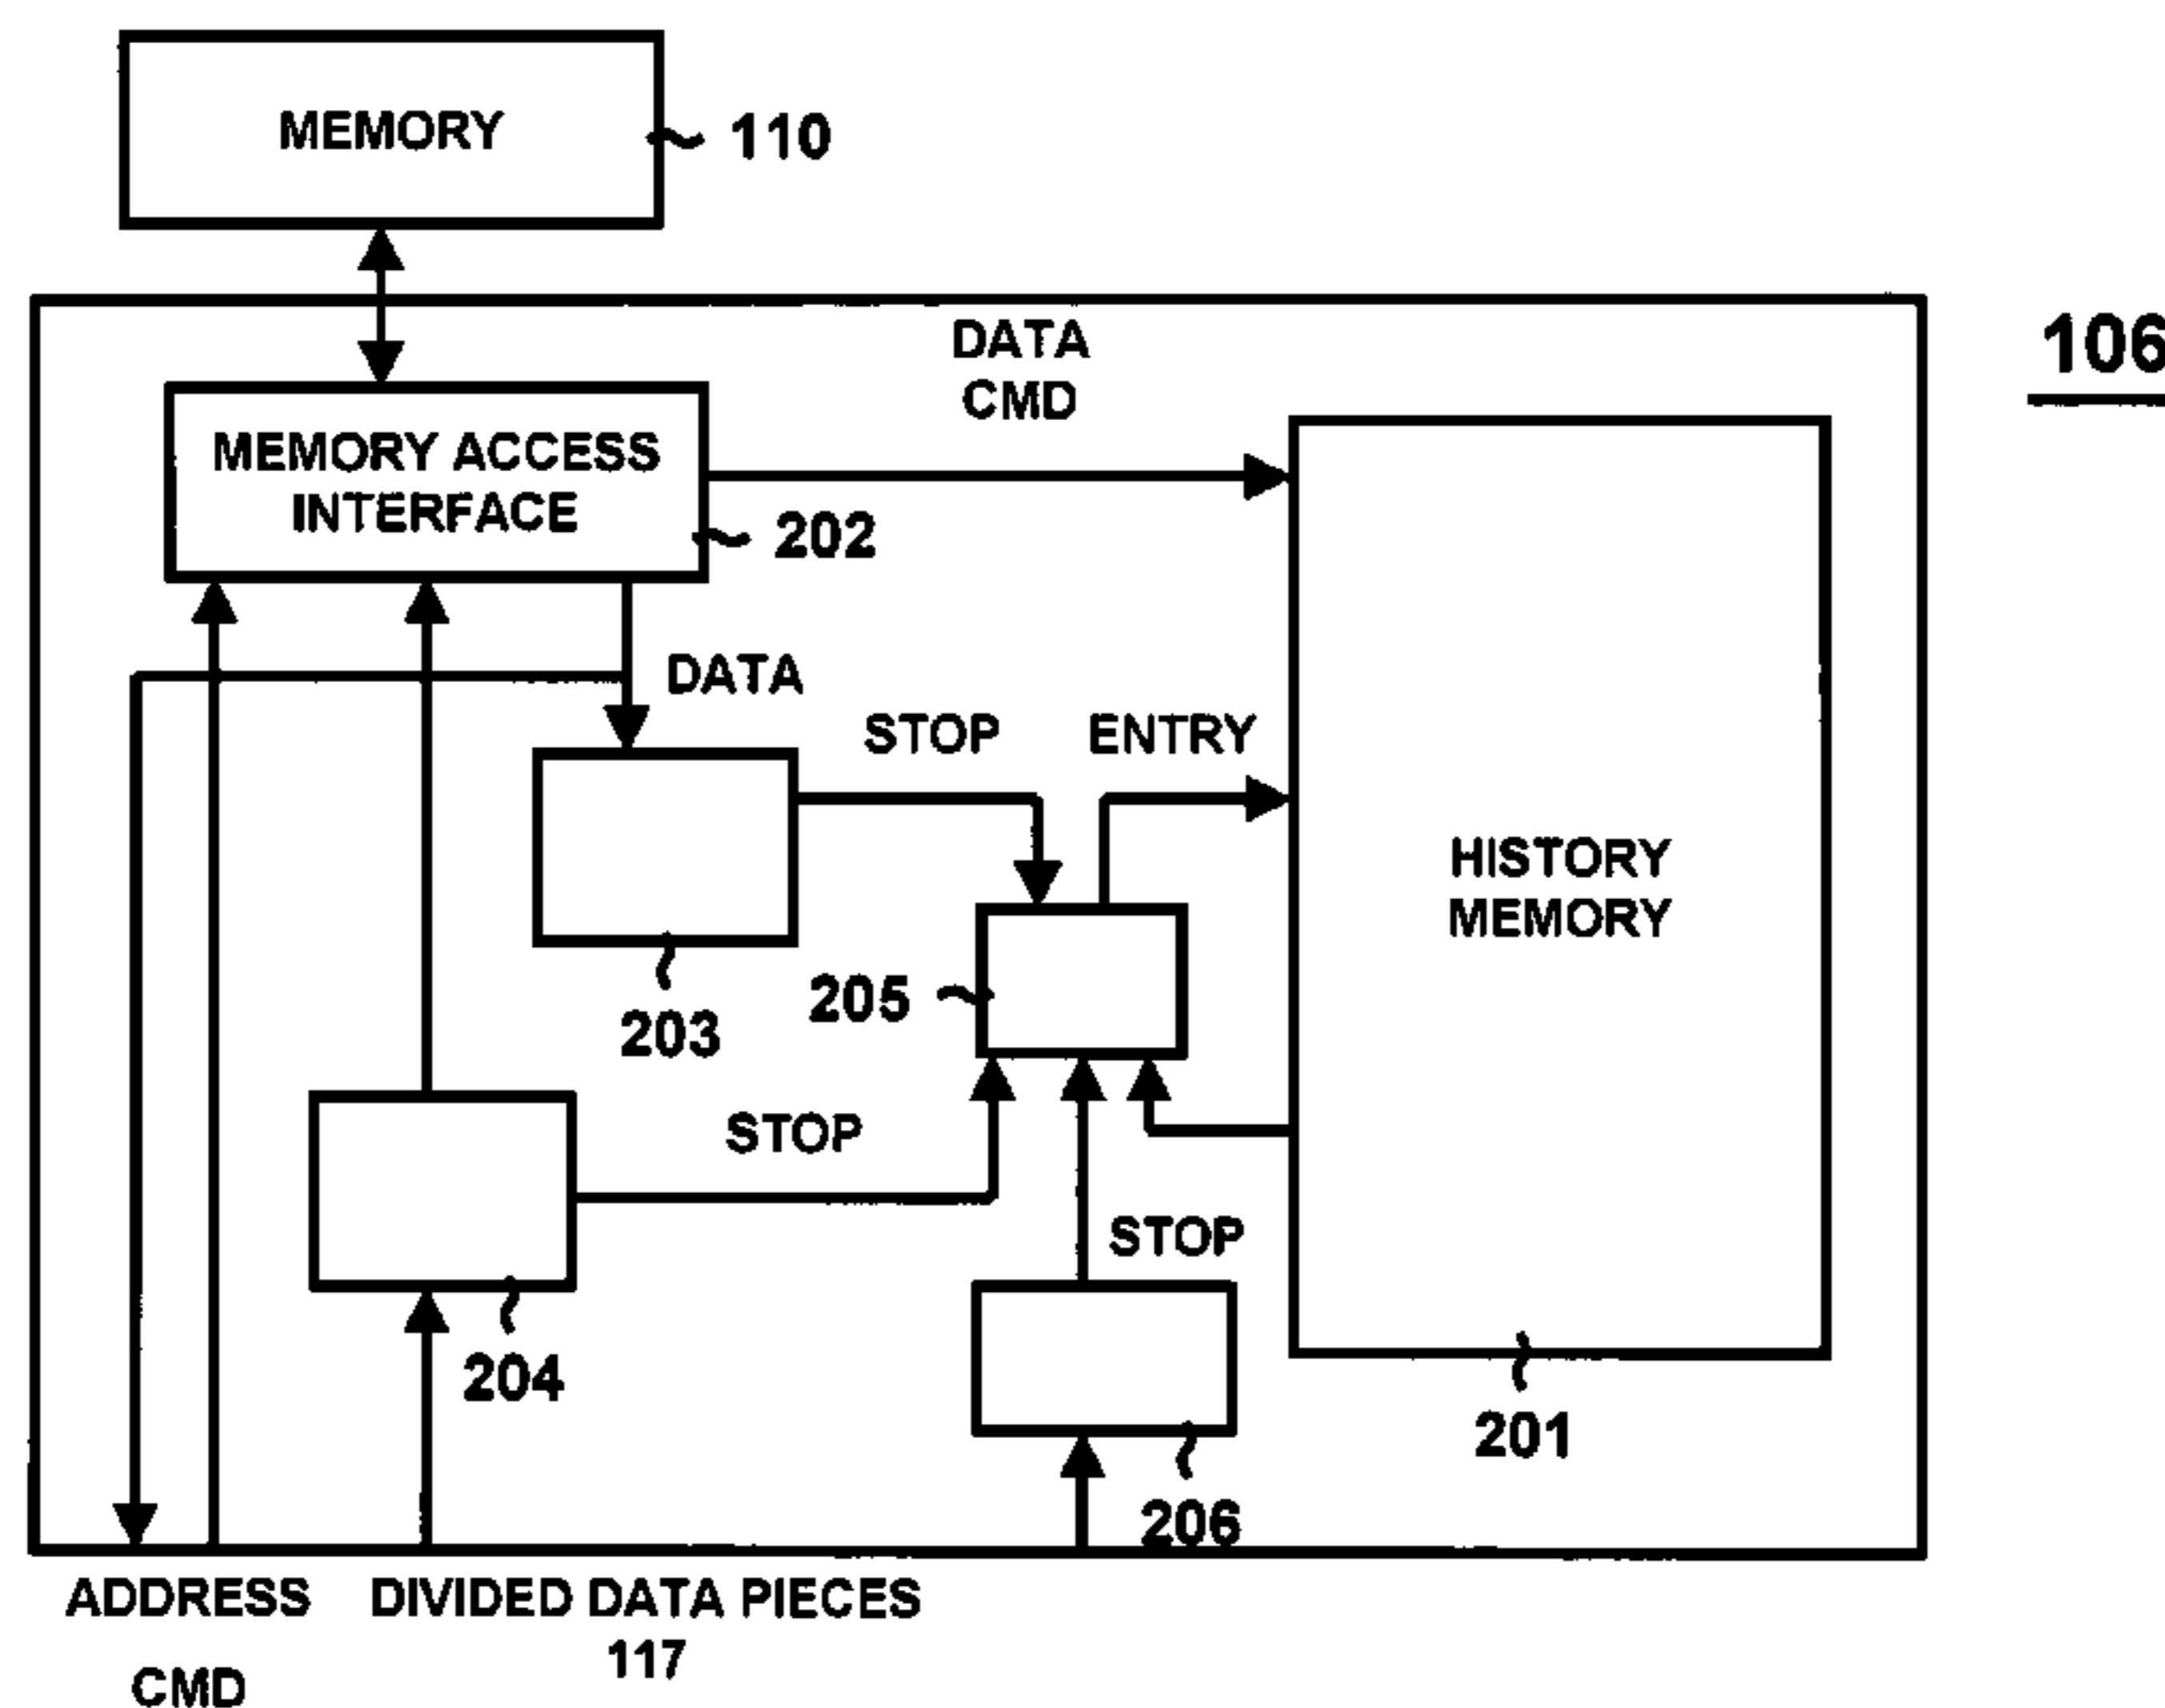 MEMORY
110
106
DATA
CMD
MEMORY ACCESS
INTERFACE
202
DATA
STOP
ENTRY
HISTORY
MEMORY
205
203
STOP
STOP
204
201
206
ADDRESS
DIVIDED DATA PIECES
117
CMD